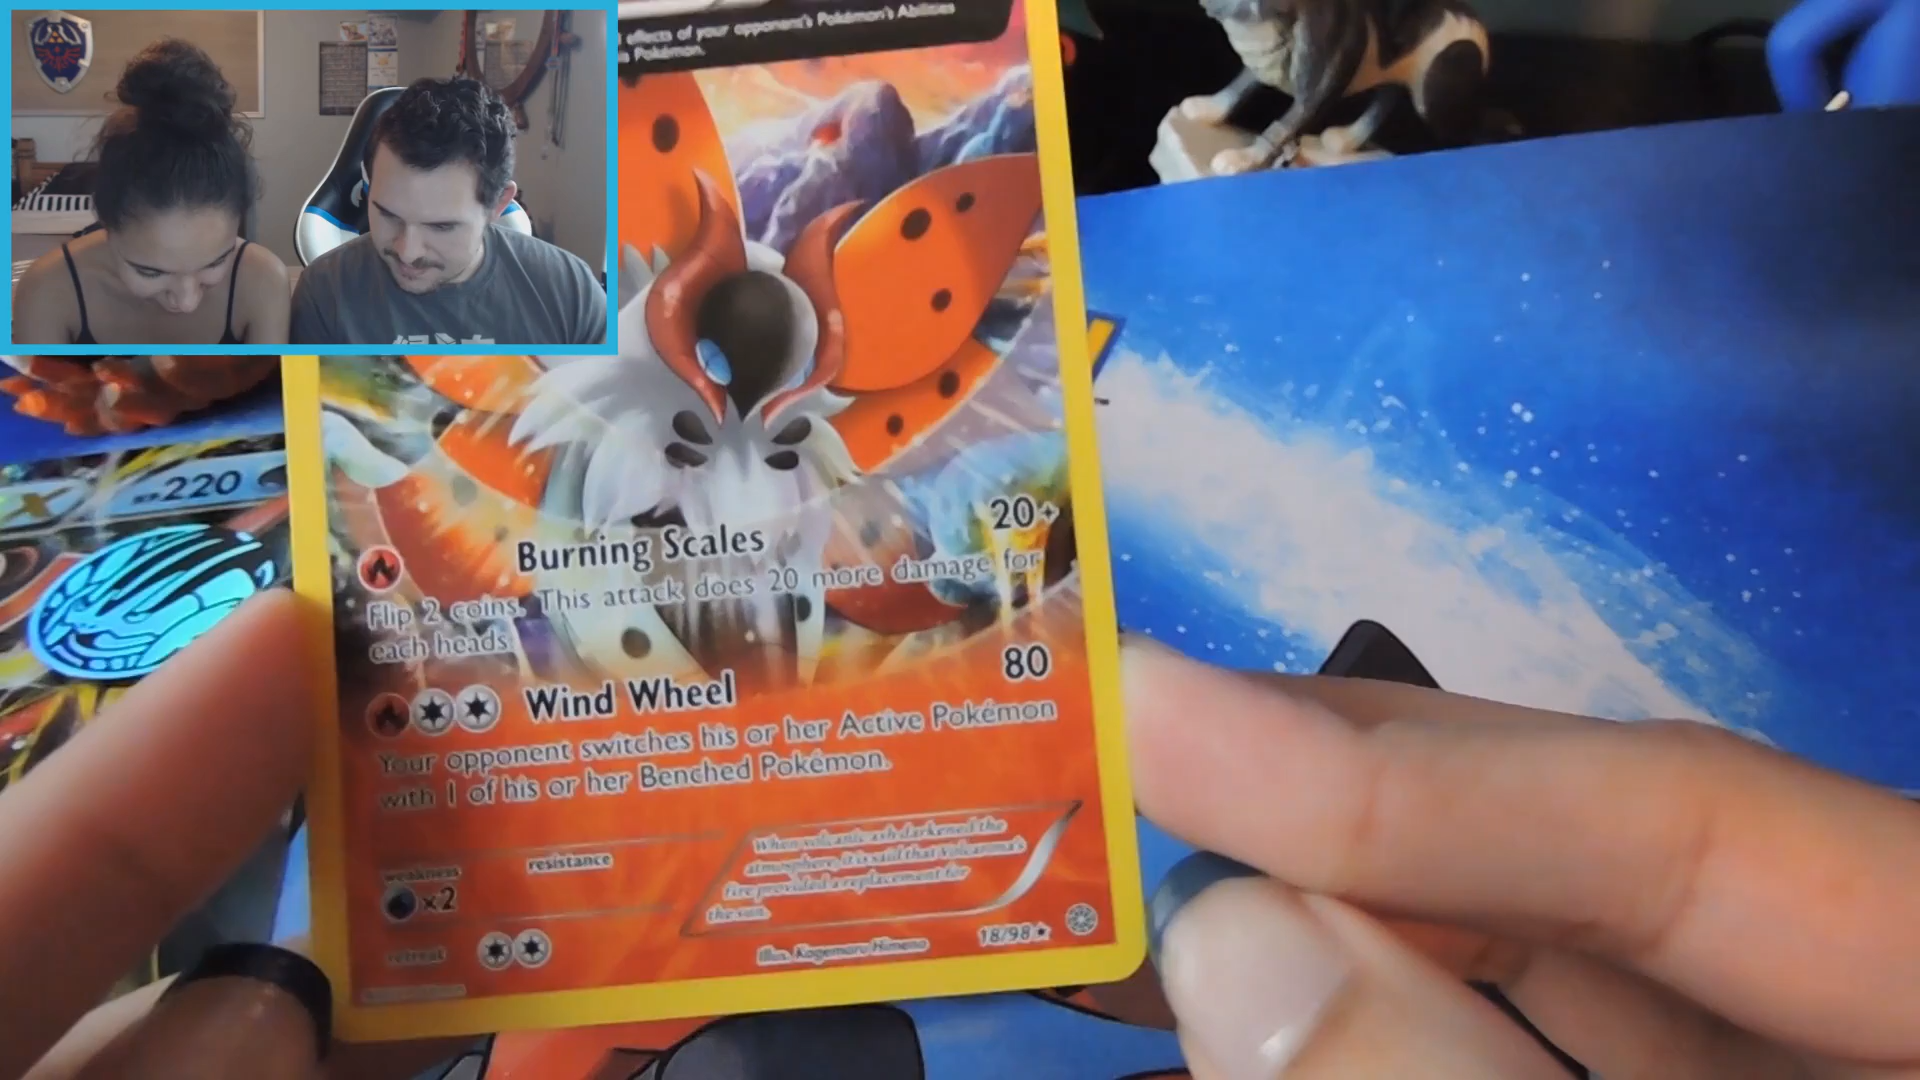 effects of your opponent's Pokémon's Abilities
Pokémon.
220
Burning Scales 20+
Flip 2 coins. This attack does 20 more damage for
each heads.
Wind Wheel 80
Your opponent switches his or her Active Pokémon
with 1 of his or her Benched Pokémon.
weakness
×2
resistance
When volcanic ash darkened the
atmosphere, it is said that Volcarona's
fire provided a replacement for
the sun.
retreat
Illus. Kagemaru Himeno
18/98